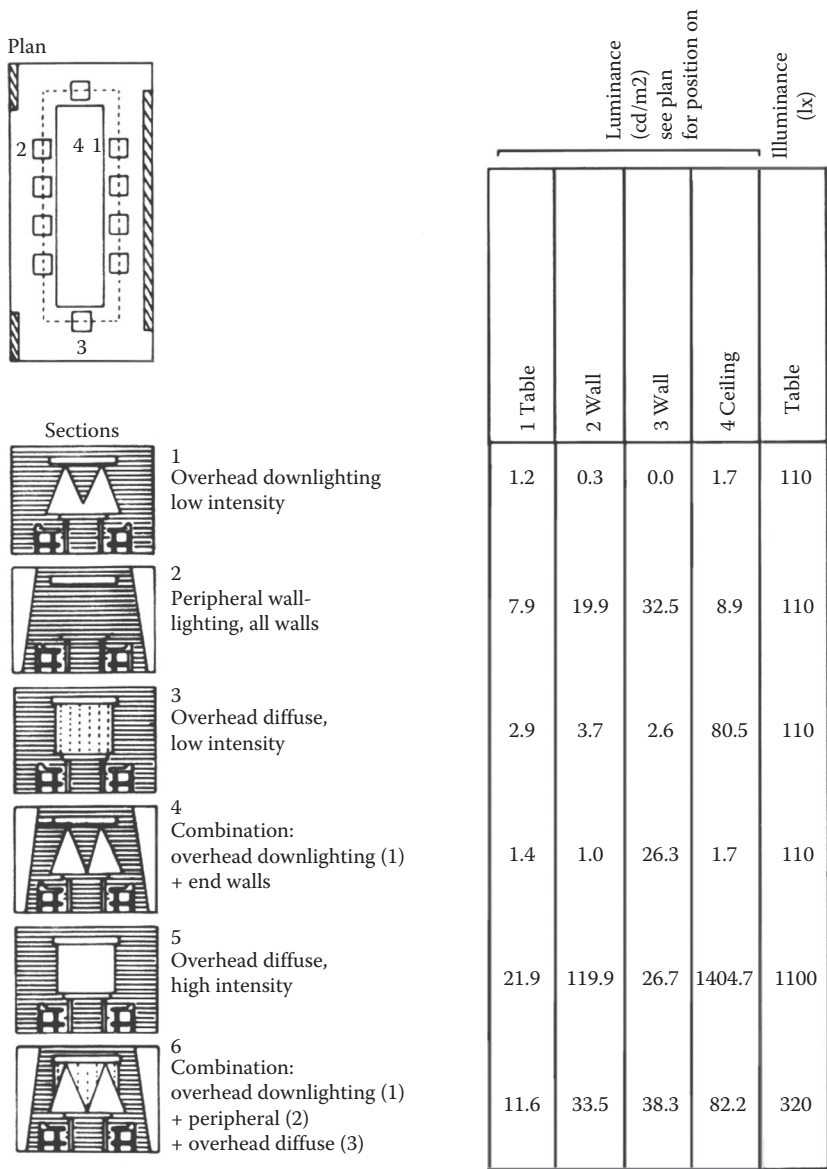 Plan
2
4 1
3
Luminance
(cd/m2)
see plan
for position on
Illuminance
(lx)
1 Table
2 Wall
3 Wall
4 Ceiling
Table
Sections
1
Overhead downlighting
low intensity
1.2 0.3 0.0 1.7 110
2
Peripheral wall-
lighting, all walls
7.9 19.9 32.5 8.9 110
3
Overhead diffuse,
low intensity
2.9 3.7 2.6 80.5 110
4
Combination:
overhead downlighting (1)
+ end walls
1.4 1.0 26.3 1.7 110
5
Overhead diffuse,
high intensity
21.9 119.9 26.7 1404.7 1100
6
Combination:
overhead downlighting (1)
+ peripheral (2)
+ overhead diffuse (3)
11.6 33.5 38.3 82.2 320